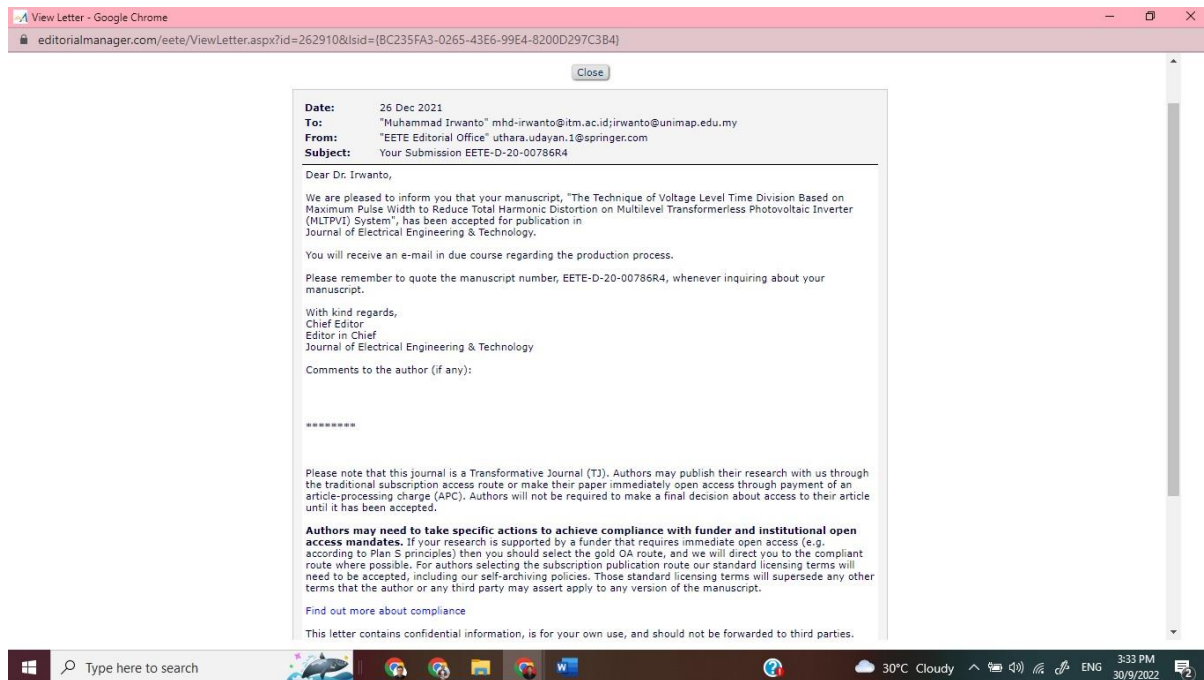 View Letter - Google Chrome
editorialmanager.com/eete/ViewLetter.aspx?id=262910&lsid={BC235FA3-0265-43E6-99E4-8200D297C3B4}
Close
Date: 26 Dec 2021
To: "Muhammad Irwanto" mhd-irwanto@itm.ac.id;irwanto@unimap.edu.my
From: "EETE Editorial Office" uthara.udayan.1@springer.com
Subject: Your Submission EETE-D-20-00786R4
Dear Dr. Irwanto,
We are pleased to inform you that your manuscript, "The Technique of Voltage Level Time Division Based on
Maximum Pulse Width to Reduce Total Harmonic Distortion on Multilevel Transformerless Photovoltaic Inverter
(MLTPVI) System", has been accepted for publication in
Journal of Electrical Engineering & Technology.
You will receive an e-mail in due course regarding the production process.
Please remember to quote the manuscript number, EETE-D-20-00786R4, whenever inquiring about your
manuscript.
With kind regards,
Chief Editor
Editor in Chief
Journal of Electrical Engineering & Technology
Comments to the author (if any):
********
Please note that this journal is a Transformative Journal (TJ). Authors may publish their research with us through
the traditional subscription access route or make their paper immediately open access through payment of an
article-processing charge (APC). Authors will not be required to make a final decision about access to their article
until it has been accepted.
Authors may need to take specific actions to achieve compliance with funder and institutional open
access mandates. If your research is supported by a funder that requires immediate open access (e.g.
according to Plan S principles) then you should select the gold OA route, and we will direct you to the compliant
route where possible. For authors selecting the subscription publication route our standard licensing terms will
need to be accepted, including our self-archiving policies. Those standard licensing terms will supersede any other
terms that the author or any third party may assert apply to any version of the manuscript.
Find out more about compliance
This letter contains confidential information, is for your own use, and should not be forwarded to third parties.
Type here to search
30°C Cloudy
ENG
3:33 PM
30/9/2022
2